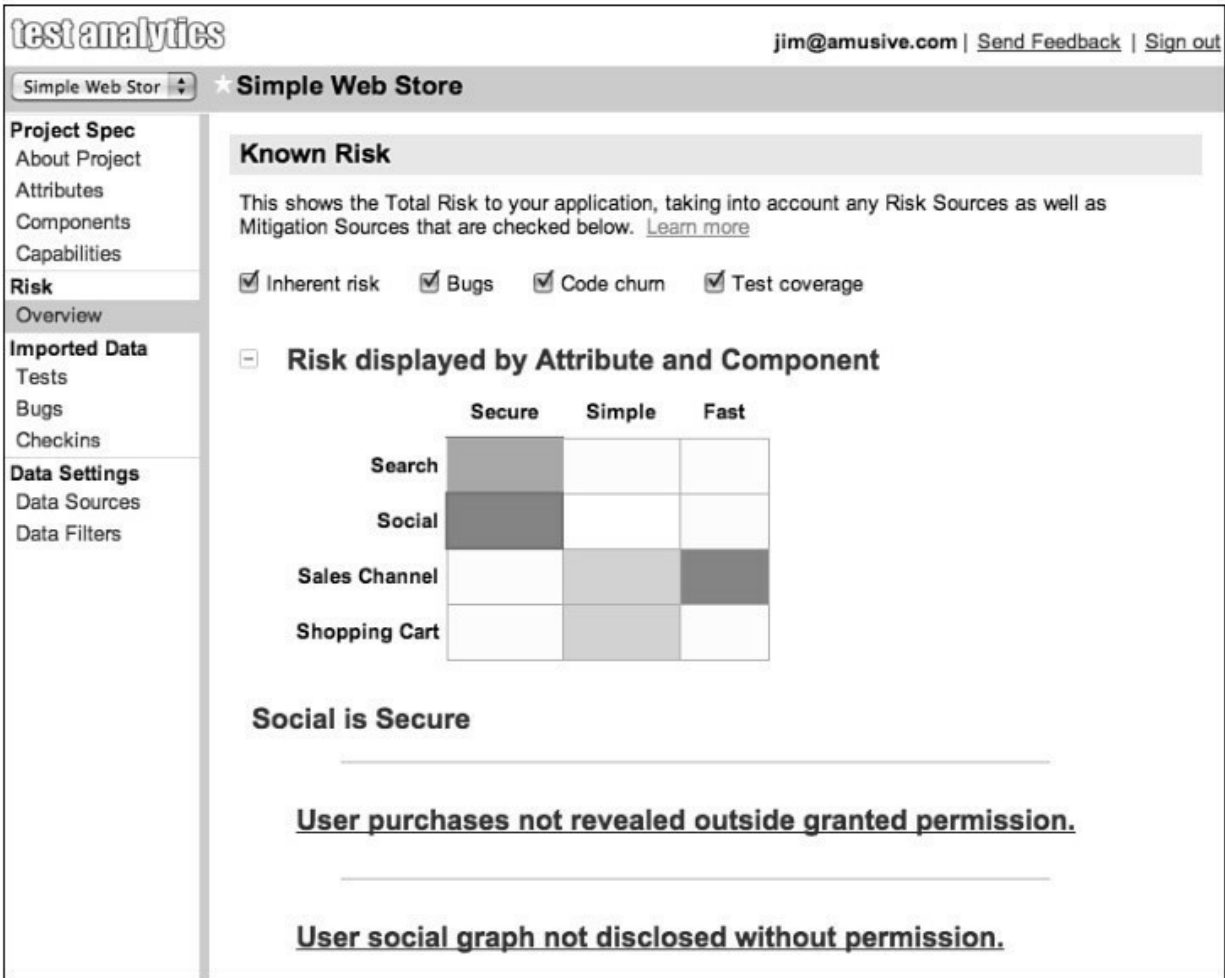 test analytics
jim@amusive.com | Send Feedback | Sign out
Simple Web Stor
Simple Web Store
Project Spec
About Project
Attributes
Components
Capabilities
Risk
Overview
Imported Data
Tests
Bugs
Checkins
Data Settings
Data Sources
Data Filters
Known Risk
This shows the Total Risk to your application, taking into account any Risk Sources as well as
Mitigation Sources that are checked below. Learn more
Inherent risk Bugs Code churn Test coverage
Risk displayed by Attribute and Component
Secure Simple Fast
Search
Social
Sales Channel
Shopping Cart
Social is Secure
User purchases not revealed outside granted permission.
User social graph not disclosed without permission.